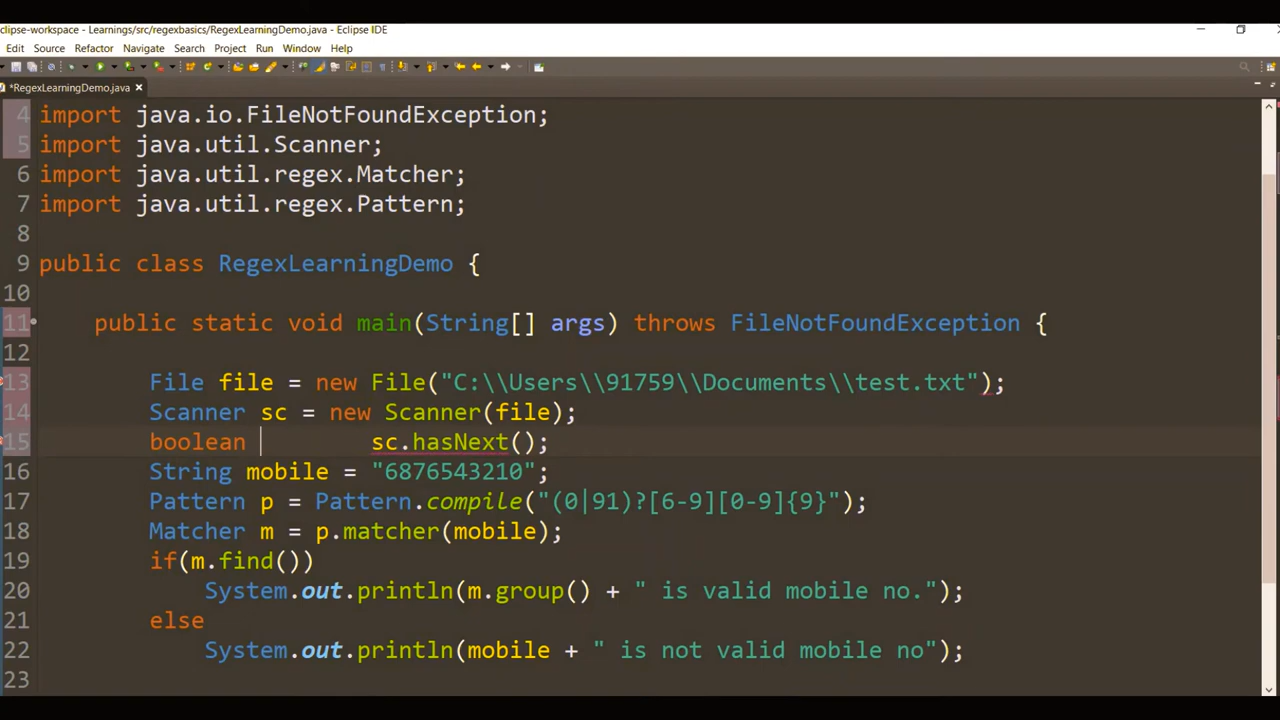 clipse-workspace - Learnings/src/regexbasics/RegexLearningDemo.java - Eclipse IDE
Edit Source Refactor Navigate Search Project Run Window Help
*RegexLearningDemo.java
4 import java.io.FileNotFoundException;
5 import java.util.Scanner;
6 import java.util.regex.Matcher;
7 import java.util.regex.Pattern;
8
9 public class RegexLearningDemo {
10
11 public static void main(String[] args) throws FileNotFoundException {
12
13 File file = new File("C:\\Users\\91759\\Documents\\test.txt");
14 Scanner sc = new Scanner(file);
15 boolean sc.hasNext();
16 String mobile = "6876543210";
17 Pattern p = Pattern.compile("(0|91)?[6-9][0-9]{9}");
18 Matcher m = p.matcher(mobile);
19 if(m.find())
20 System.out.println(m.group() + " is valid mobile no.");
21 else
22 System.out.println(mobile + " is not valid mobile no");
23